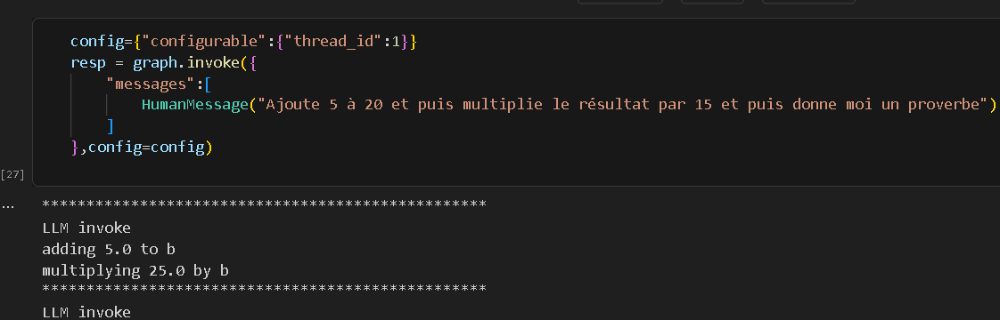 config={"configurable":{"thread_id":1}}
resp = graph.invoke({
"messages":[
HumanMessage("Ajoute 5 à 20 et puis multiplie le résultat par 15 et puis donne moi un proverbe")
]
},config=config)
[27]
...
**************************************************
LLM invoke
adding 5.0 to b
multiplying 25.0 by b
**************************************************
LLM invoke